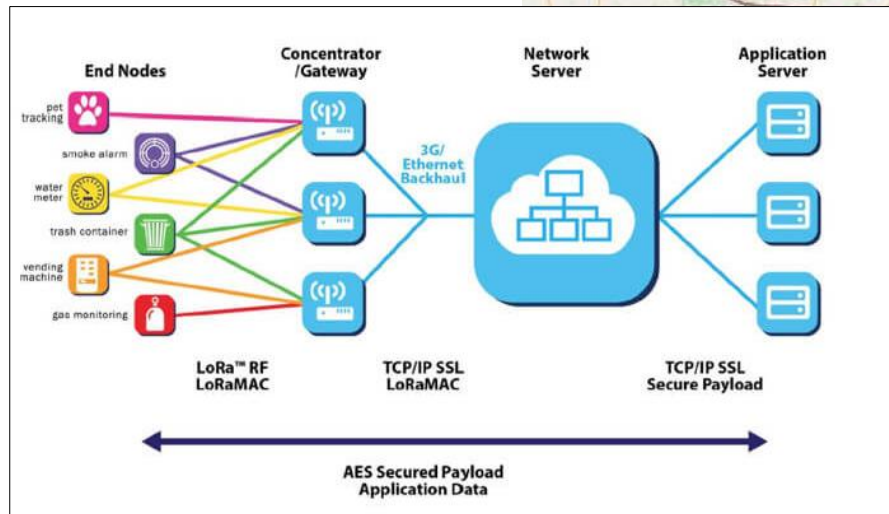 End Nodes
Concentrator
/Gateway
Network
Server
Application
Server
pet
tracking
smoke alarm
water
meter
trash container
vending
machine
gas monitoring
3G/
Ethernet
Backhaul
LoRa™ RF
LoRaMAC
TCP/IP SSL
LoRaMAC
TCP/IP SSL
Secure Payload
AES Secured Payload
Application Data